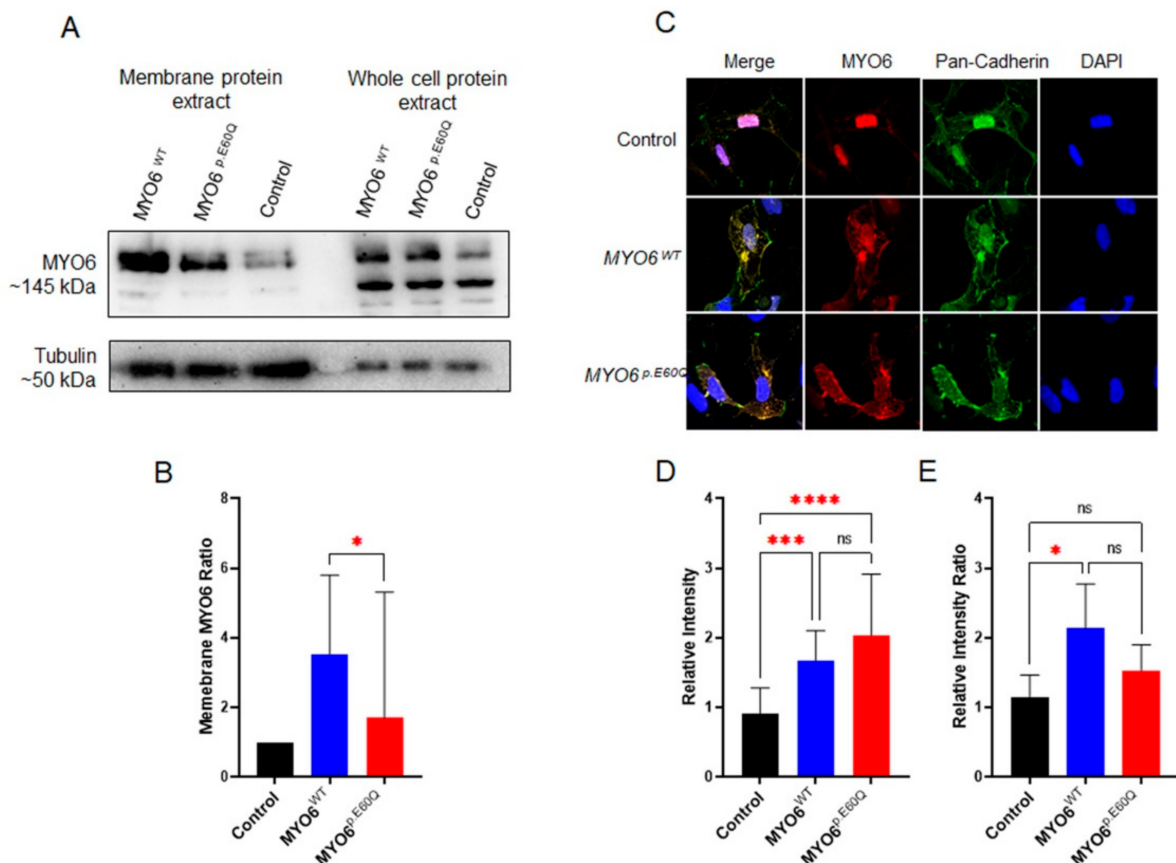 A
Membrane protein
extract
Whole cell protein
extract
MYO6 WT
MYO6 p.E60Q
Control
MYO6 WT
MYO6 p.E60Q
Control
MYO6
~145 kDa
Tubulin
~50 kDa
B
Memebrane MYO6 Ratio
8
6
4
2
0
*
Control
MYO6WT
MYO6p.E60Q
C
Merge
MYO6
Pan-Cadherin
DAPI
Control
MYO6 WT
MYO6 p.E60Q
D
Relative Intensity
4
3
2
1
0
****
***
ns
Control
MYO6WT
MYO6p.E60Q
E
Relative Intensity Ratio
4
3
2
1
0
ns
*
ns
Control
MYO6WT
MYO6p.E60Q